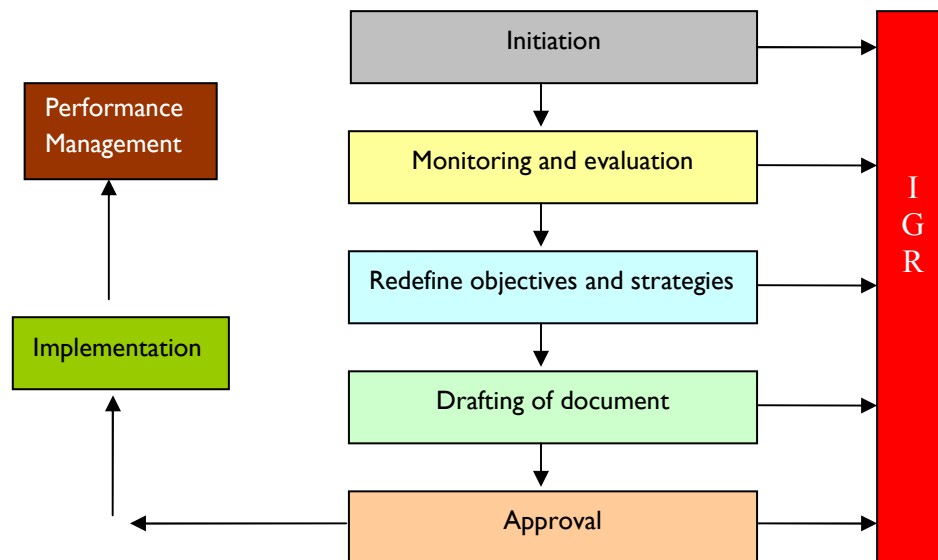 Initiation
Performance
Management
Monitoring and evaluation
I
G
R
Redefine objectives and strategies
Implementation
Drafting of document
Approval